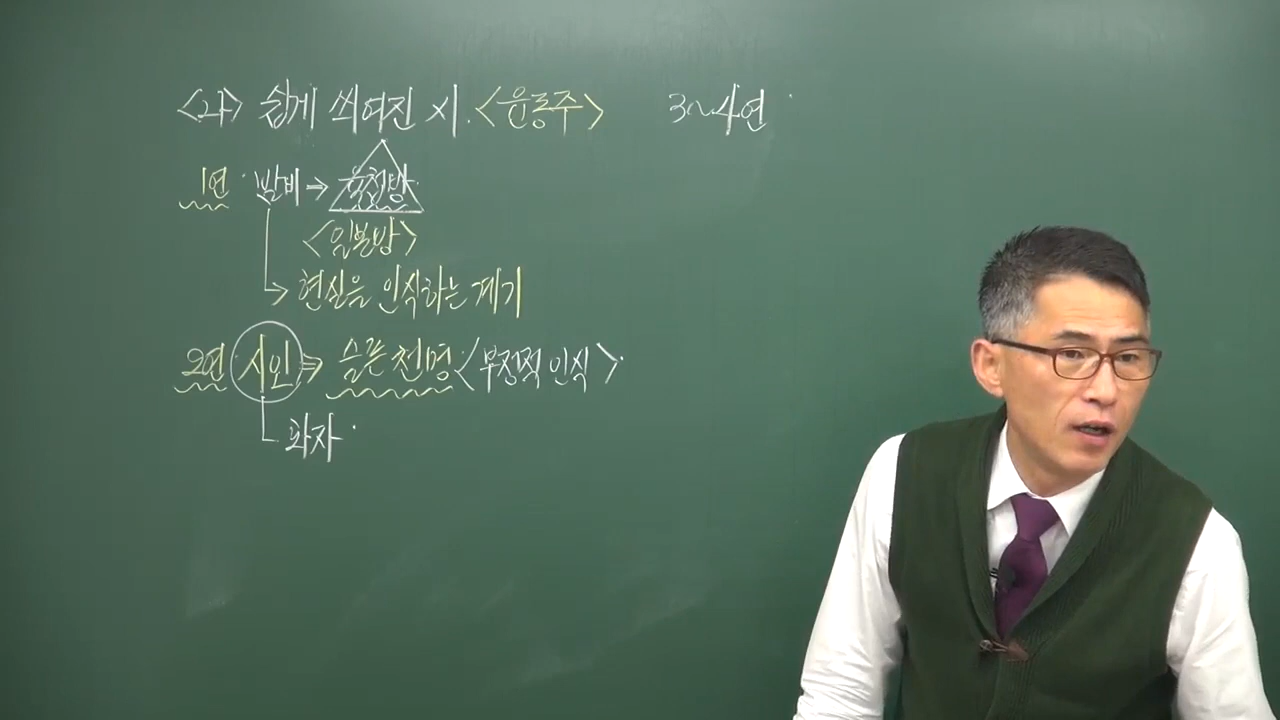 <나> 쉽게 씌여진 시 <윤동주>
1연 밤비 ⇒ 육첩방
<일본방>
→ 현실을 인식하는 계기
2연 시인 ⇒ 슬픈 천명 <부정적 인식>
화자
3~4연